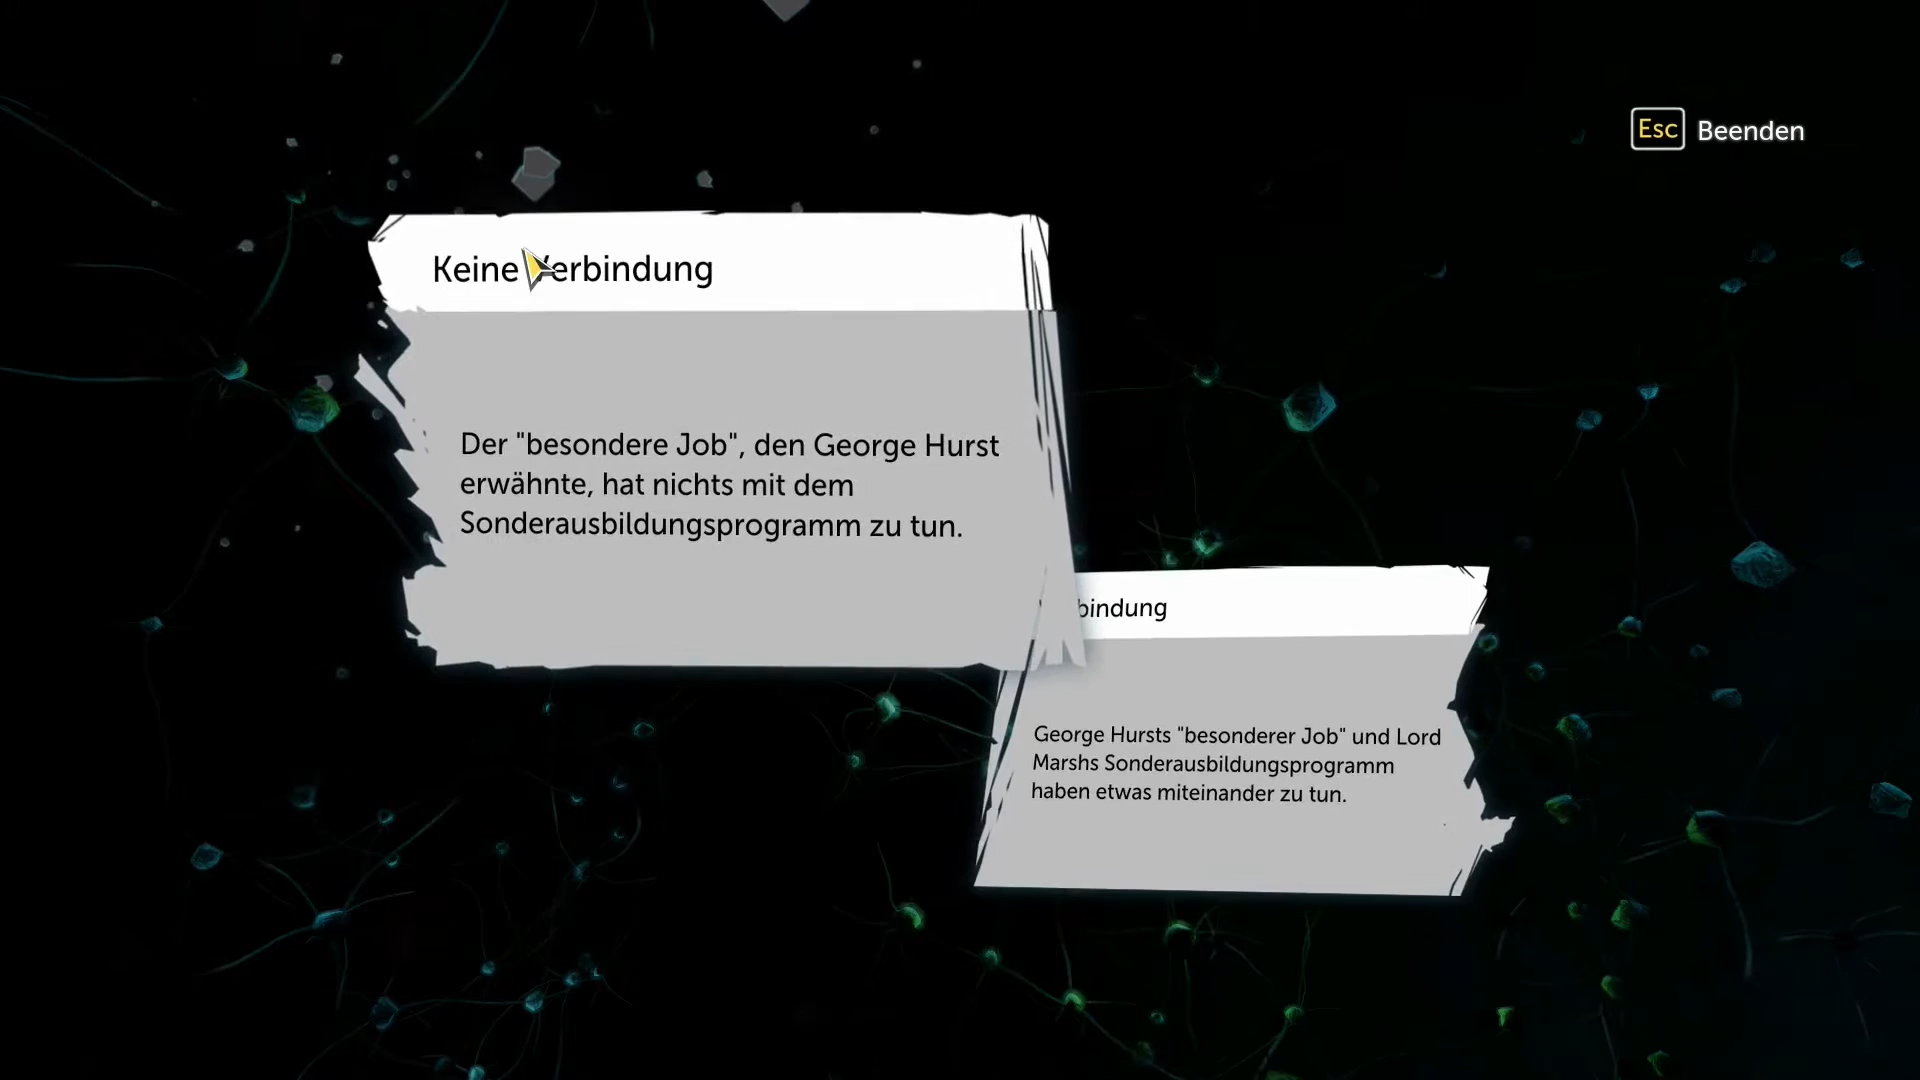 Esc Beenden
Keine Verbindung
Der "besondere Job", den George Hurst
erwähnte, hat nichts mit dem
Sonderausbildungsprogramm zu tun.
bindung
George Hursts "besonderer Job" und Lord
Marshs Sonderausbildungsprogramm
haben etwas miteinander zu tun.